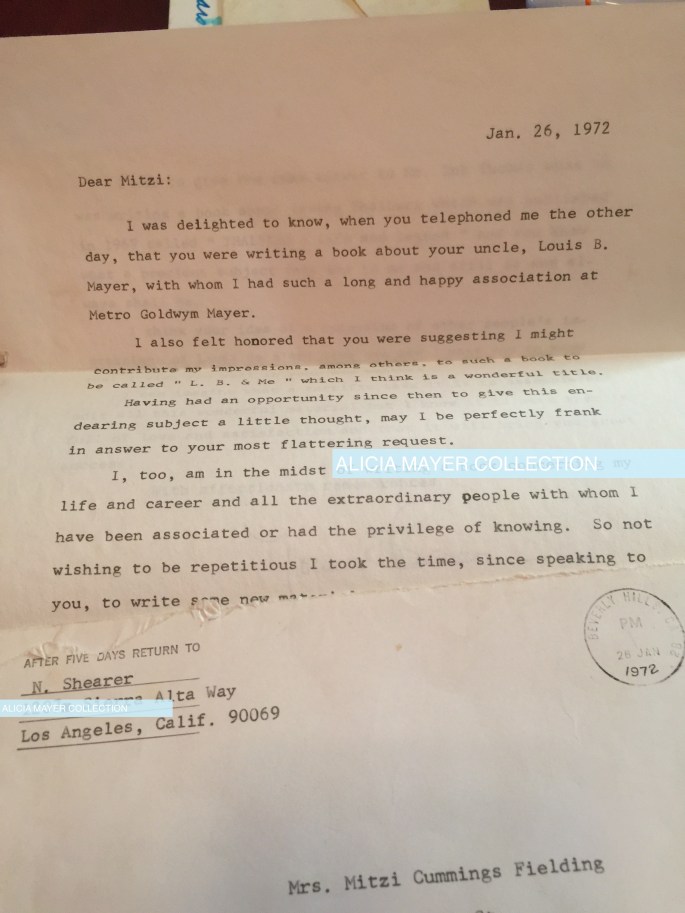 Jan. 26, 1972
Dear Mitzi:
I was delighted to know, when you telephoned me the other
day, that you were writing a book about your uncle, Louis B.
Mayer, with whom I had such a long and happy association at
Metro Goldwym Mayer.
I also felt honored that you were suggesting I might
contribute my impressions, among others, to such a book to
be called " L. B. & Me " which I think is a wonderful title.
Having had an opportunity since then to give this en-
dearing subject a little thought, may I be perfectly frank
in answer to your most flattering request.
I, too, am in the midst my
ALICIA MAYER COLLECTION
life and career and all the extraordinary people with whom I
have been associated or had the privilege of knowing. So not
wishing to be repetitious I took the time, since speaking to
you, to write some new
BEVERLY HILLS
PM
26 JAN
1972
AFTER FIVE DAYS RETURN TO
N. Shearer
Alta Way
ALICIA MAYER COLLECTION
Los Angeles, Calif. 90069
Mrs. Mitzi Cummings Fielding